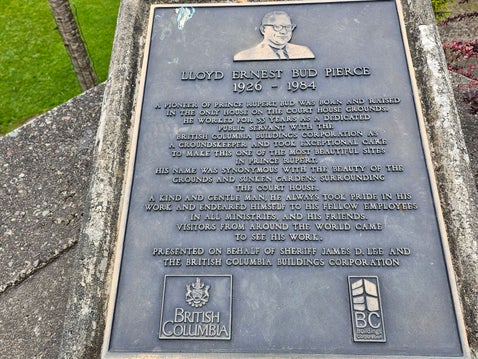 LLOYD ERNEST BUD PIERCE
1926 - 1984
A PIONEER OF PRINCE RUPERT, BUD WAS BORN AND RAISED
IN THE ONLY HOUSE ON THE COURT HOUSE GROUNDS.
HE WORKED FOR 35 YEARS AS A DEDICATED
PUBLIC SERVANT WITH THE
BRITISH COLUMBIA BUILDINGS CORPORATION AS
A GROUNDSKEEPER AND TOOK EXCEPTIONAL CARE
TO MAKE THIS ONE OF THE MOST BEAUTIFUL SITES
IN PRINCE RUPERT.
HIS NAME WAS SYNONYMOUS WITH THE BEAUTY OF THE
GROUNDS AND SUNKEN GARDENS SURROUNDING
THE COURT HOUSE.
A KIND AND GENTLE MAN, HE ALWAYS TOOK PRIDE IN HIS
WORK AND ENDEARED HIMSELF TO HIS FELLOW EMPLOYEES
IN ALL MINISTRIES, AND HIS FRIENDS.
VISITORS FROM AROUND THE WORLD CAME
TO SEE HIS WORK.
PRESENTED ON BEHALF OF SHERIFF JAMES D. LEE AND
THE BRITISH COLUMBIA BUILDINGS CORPORATION
BRITISH
COLUMBIA
BC
Buildings
Corporation